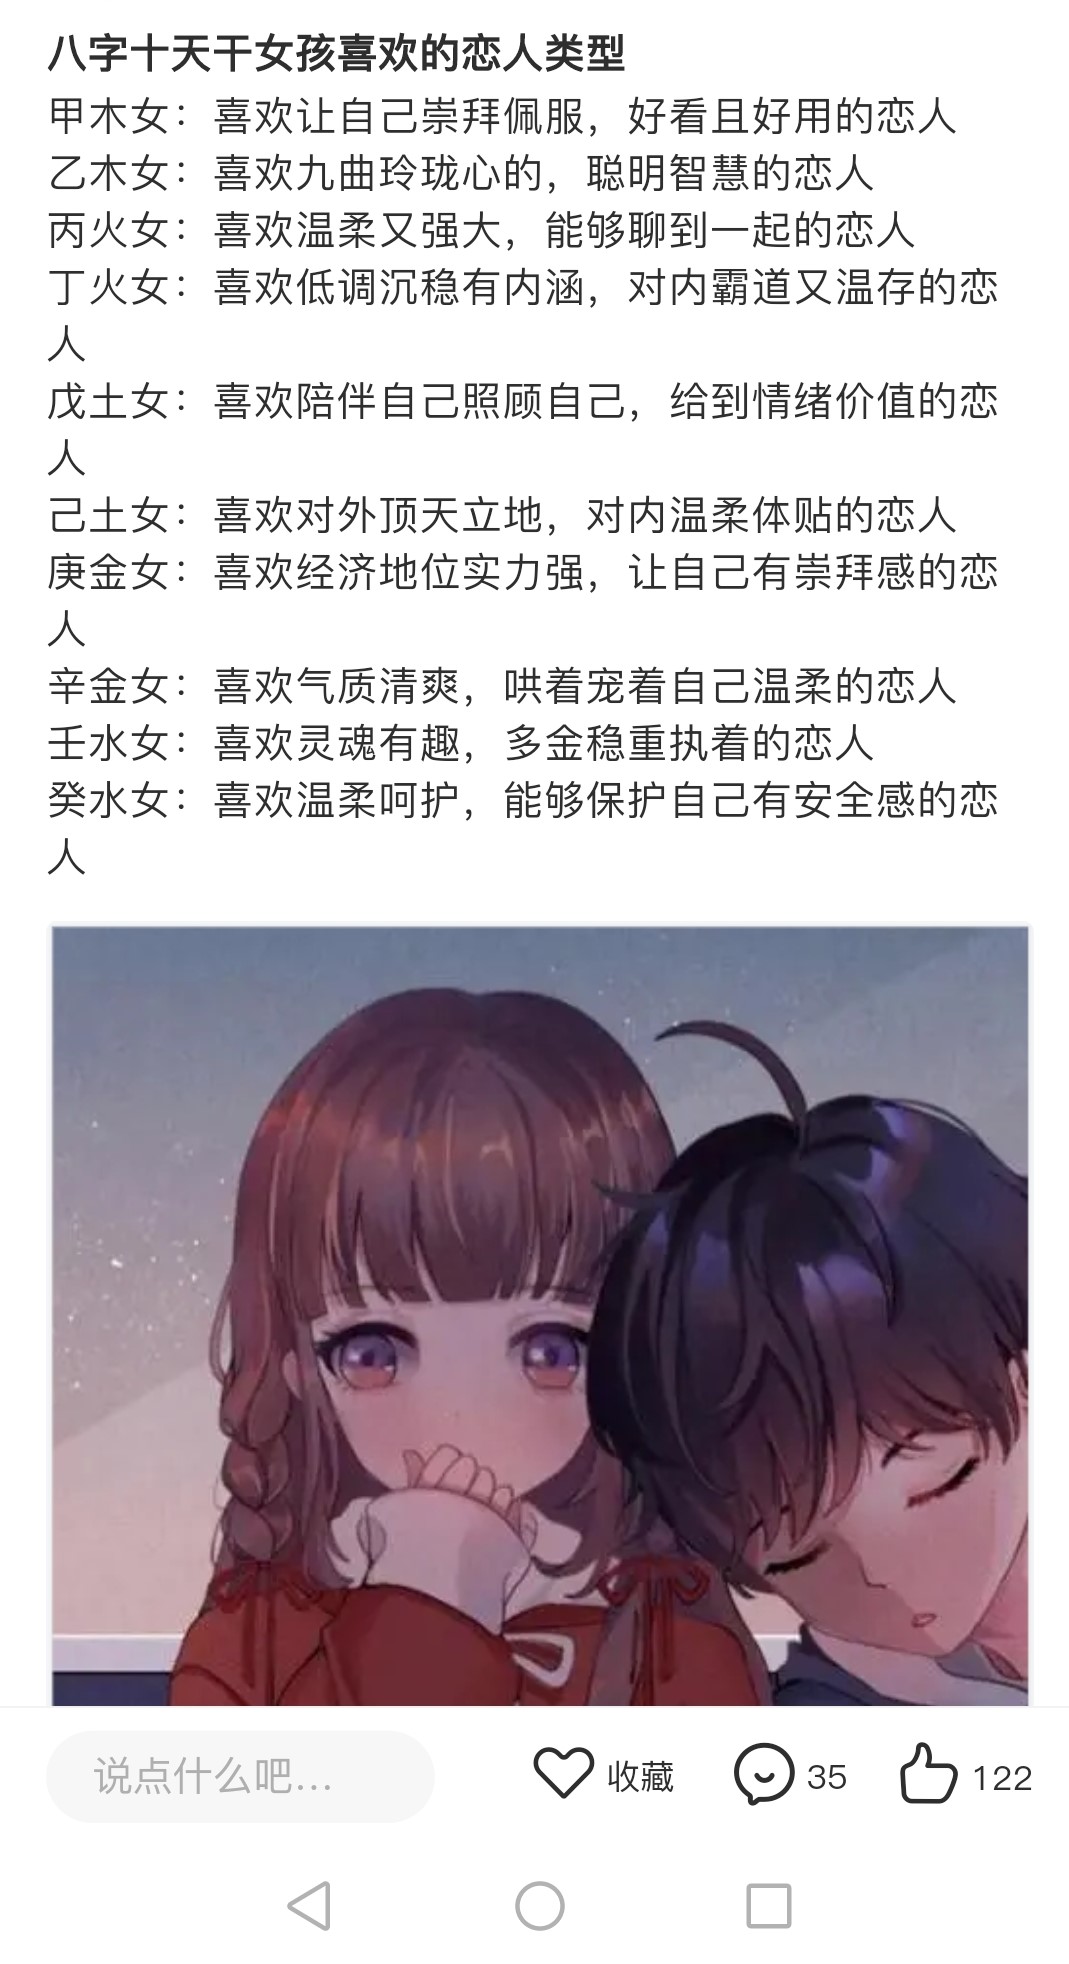 八字十天干女孩喜欢的恋人类型
甲木女：喜欢让自己崇拜佩服，好看且好用的恋人
乙木女：喜欢九曲玲珑心的，聪明智慧的恋人
丙火女：喜欢温柔又强大，能够聊到一起的恋人
丁火女：喜欢低调沉稳有内涵，对内霸道又温存的恋
人
戊土女：喜欢陪伴自己照顾自己，给到情绪价值的恋
人
己土女：喜欢对外顶天立地，对内温柔体贴的恋人
庚金女：喜欢经济地位实力强，让自己有崇拜感的恋
人
辛金女：喜欢气质清爽，哄着宠着自己温柔的恋人
壬水女：喜欢灵魂有趣，多金稳重执着的恋人
癸水女：喜欢温柔呵护，能够保护自己有安全感的恋
人
说点什么吧... 收藏 35 122